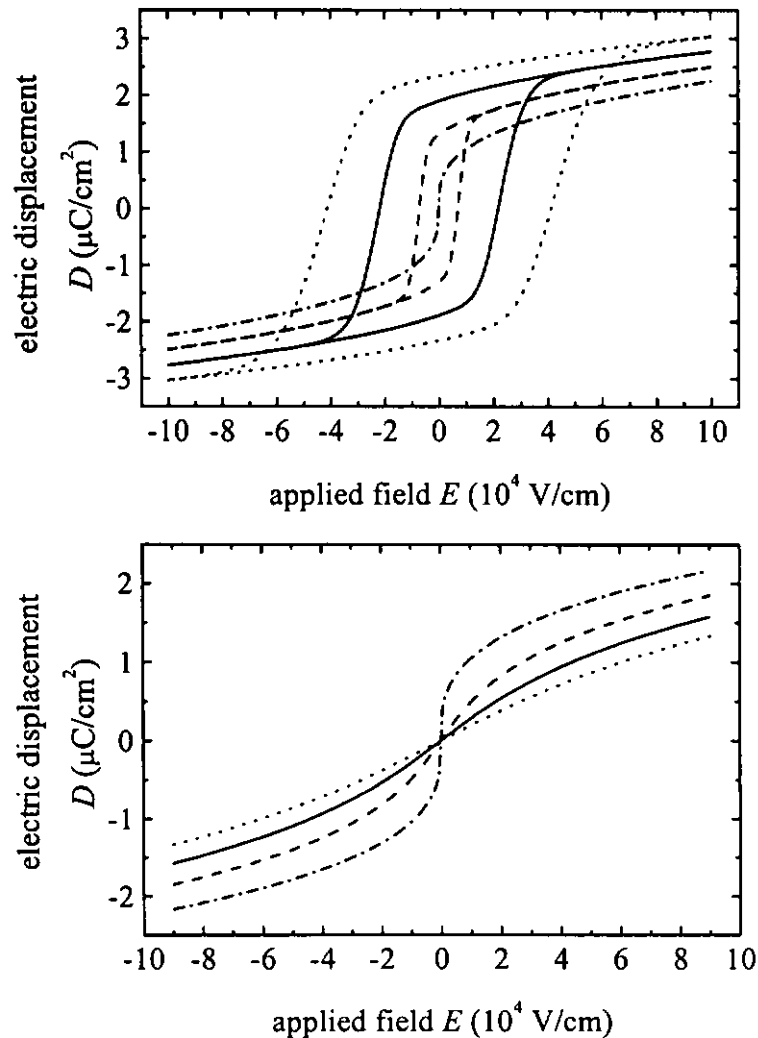 3
2
1
0
-1
-2
-3
electric displacement
D (μC/cm²)
-10 -8 -6 -4 -2 0 2 4 6 8 10
applied field E (10⁴ V/cm)
2
1
0
-1
-2
electric displacement
D (μC/cm²)
-10 -8 -6 -4 -2 0 2 4 6 8 10
applied field E (10⁴ V/cm)